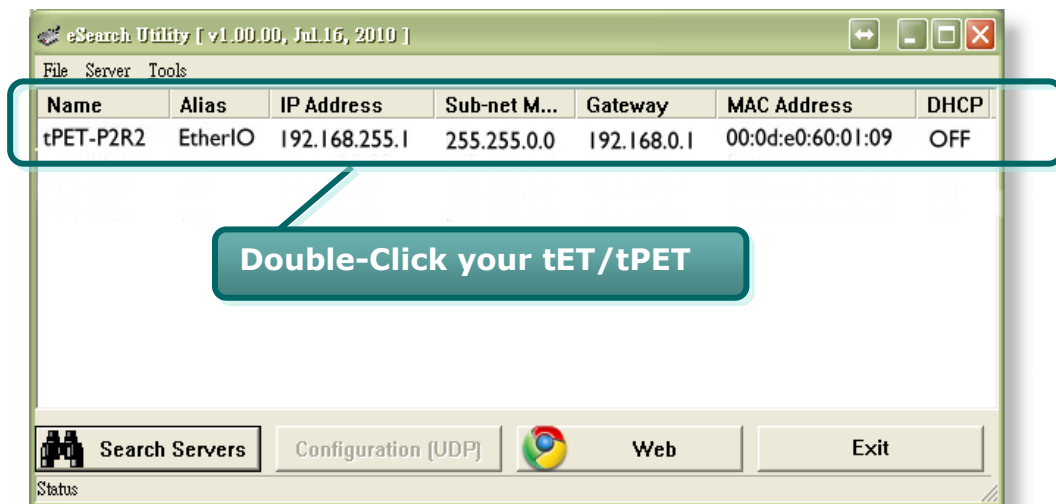 eSearch Utility [ v1.00.00, Jul.16, 2010 ]
File Server Tools
Name Alias IP Address Sub-net M... Gateway MAC Address DHCP
tPET-P2R2 EtherIO 192.168.255.1 255.255.0.0 192.168.0.1 00:0d:e0:60:01:09 OFF
Double-Click your tET/tPET
Search Servers Configuration (UDP) Web Exit
Status